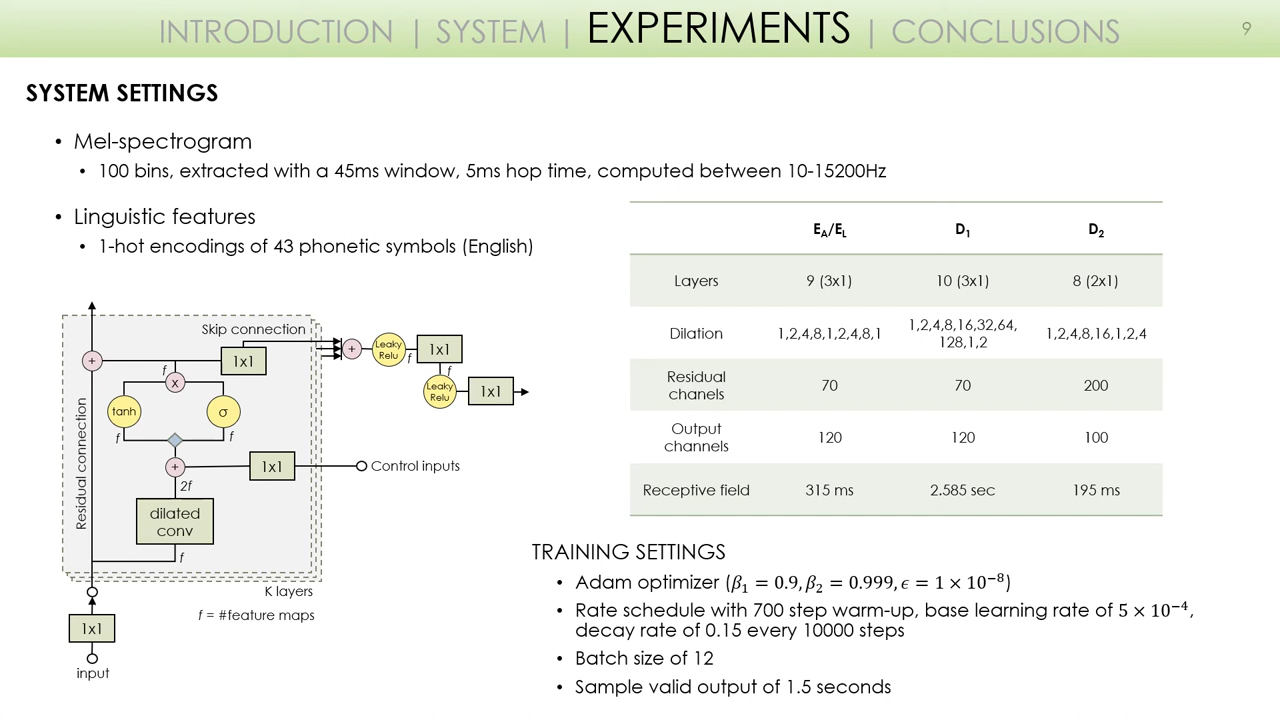 INTRODUCTION | SYSTEM | EXPERIMENTS | CONCLUSIONS
9
SYSTEM SETTINGS
• Mel-spectrogram
• 100 bins, extracted with a 45ms window, 5ms hop time, computed between 10-15200Hz
• Linguistic features
• 1-hot encodings of 43 phonetic symbols (English)
Skip connection
+
1x1
f
x
tanh
σ
f
f
+
1x1
Control inputs
2f
dilated
conv
f
Residual connection
K layers
f = #feature maps
1x1
input
+
Leaky
Relu
f
1x1
f
Leaky
Relu
1x1
E_A/E_L D_1 D_2
Layers 9 (3x1) 10 (3x1) 8 (2x1)
Dilation 1,2,4,8,1,2,4,8,1 1,2,4,8,16,32,64,
128,1,2 1,2,4,8,16,1,2,4
Residual
chanels 70 70 200
Output
channels 120 120 100
Receptive field 315 ms 2.585 sec 195 ms
TRAINING SETTINGS
• Adam optimizer (β₁ = 0.9, β₂ = 0.999, ϵ = 1 × 10⁻⁸)
• Rate schedule with 700 step warm-up, base learning rate of 5 × 10⁻⁴,
decay rate of 0.15 every 10000 steps
• Batch size of 12
• Sample valid output of 1.5 seconds